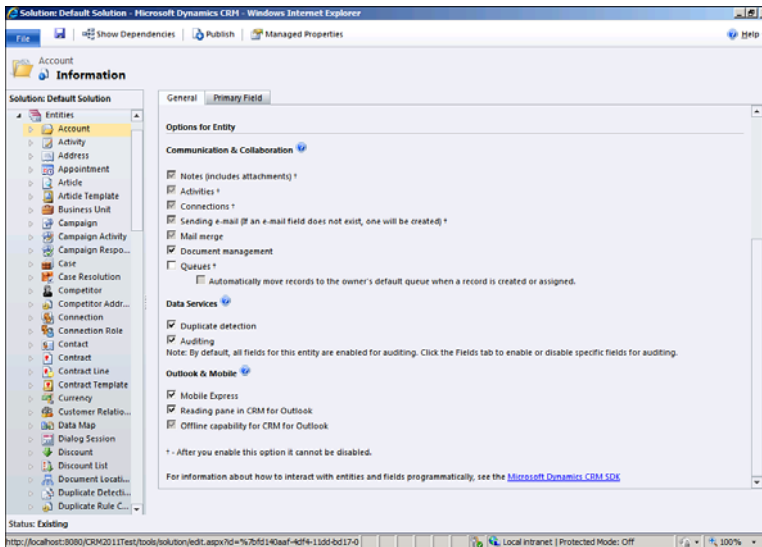 Solution: Default Solution - Microsoft Dynamics CRM - Windows Internet Explorer
File
Show Dependencies
Publish
Managed Properties
Help
Account
Information
Solution: Default Solution
Entities
Account
Activity
Address
Appointment
Article
Article Template
Business Unit
Campaign
Campaign Activity
Campaign Respo...
Case
Case Resolution
Competitor
Competitor Addr...
Connection
Connection Role
Contact
Contract
Contract Line
Contract Template
Currency
Customer Relatio...
Data Map
Dialog Session
Discount
Discount List
Document Locati...
Duplicate Detecti...
Duplicate Rule C...
General
Primary Field
Options for Entity
Communication & Collaboration
Notes (includes attachments) †
Activities †
Connections †
Sending e-mail (If an e-mail field does not exist, one will be created) †
Mail merge
Document management
Queues †
Automatically move records to the owner's default queue when a record is created or assigned.
Data Services
Duplicate detection
Auditing
Note: By default, all fields for this entity are enabled for auditing. Click the Fields tab to enable or disable specific fields for auditing.
Outlook & Mobile
Mobile Express
Reading pane in CRM for Outlook
Offline capability for CRM for Outlook
† - After you enable this option it cannot be disabled.
For information about how to interact with entities and fields programmatically, see the Microsoft Dynamics CRM SDK
Status: Existing
http://localhost:8080/CRM2011Test/tools/solution/edit.aspx?id=%7bfd140aaf-4df4-11dd-bd17-0
Local intranet | Protected Mode: Off
100%